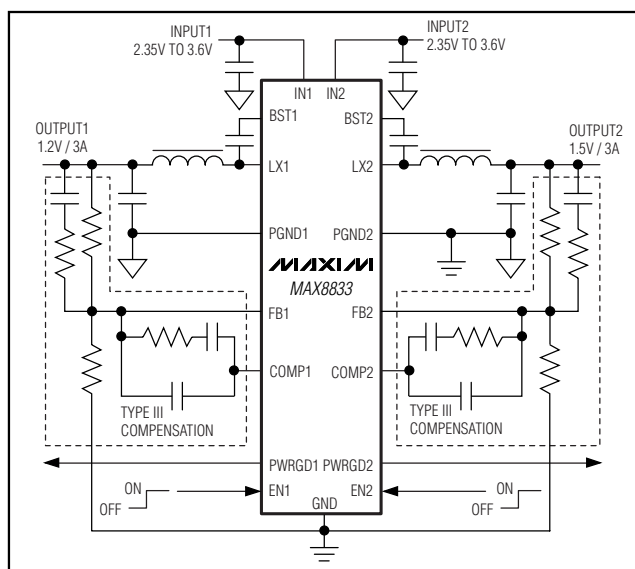 INPUT1
2.35V TO 3.6V
INPUT2
2.35V TO 3.6V
IN1
IN2
BST1
BST2
OUTPUT1
1.2V / 3A
OUTPUT2
1.5V / 3A
LX1
LX2
PGND1
PGND2
MAXIM
MAX8833
FB1
FB2
COMP1
COMP2
TYPE III
COMPENSATION
TYPE III
COMPENSATION
PWRGD1
PWRGD2
ON
OFF
EN1
EN2
ON
OFF
GND